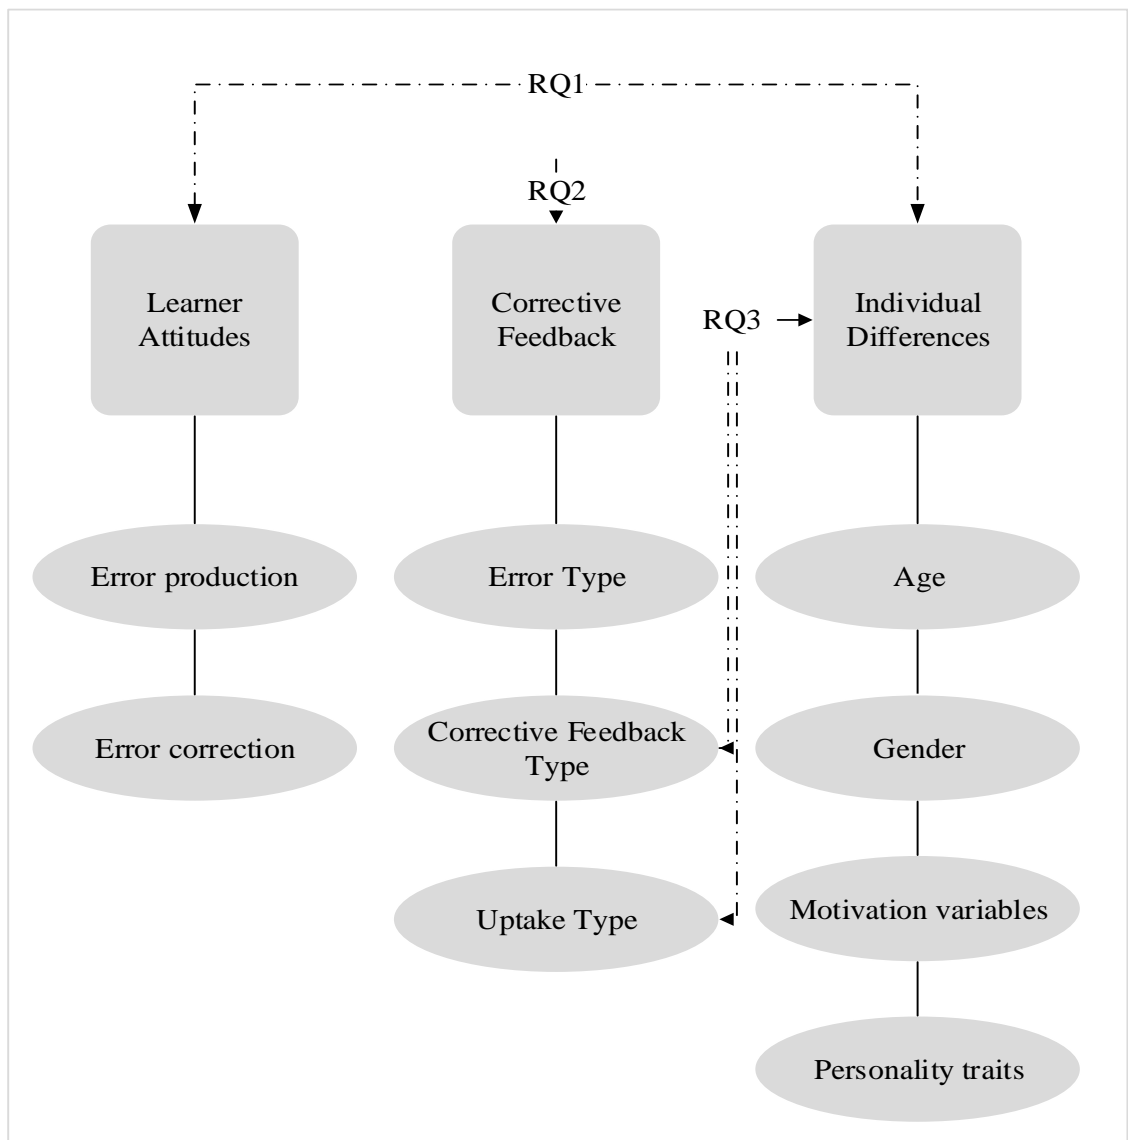 RQ1
RQ2
Learner
Attitudes
Corrective
Feedback
RQ3
Individual
Differences
Error production
Error Type
Age
Error correction
Corrective Feedback
Type
Gender
Uptake Type
Motivation variables
Personality traits